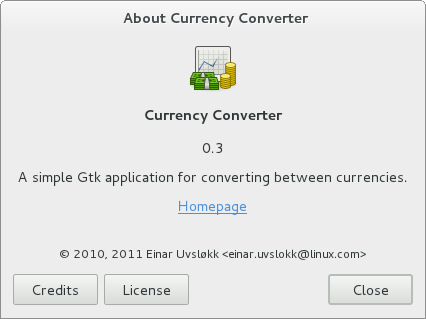 About Currency Converter
Currency Converter
0.3
A simple Gtk application for converting between currencies.
Homepage
© 2010, 2011 Einar Uvsløkk <einar.uvslokk@linux.com>
Credits
License
Close